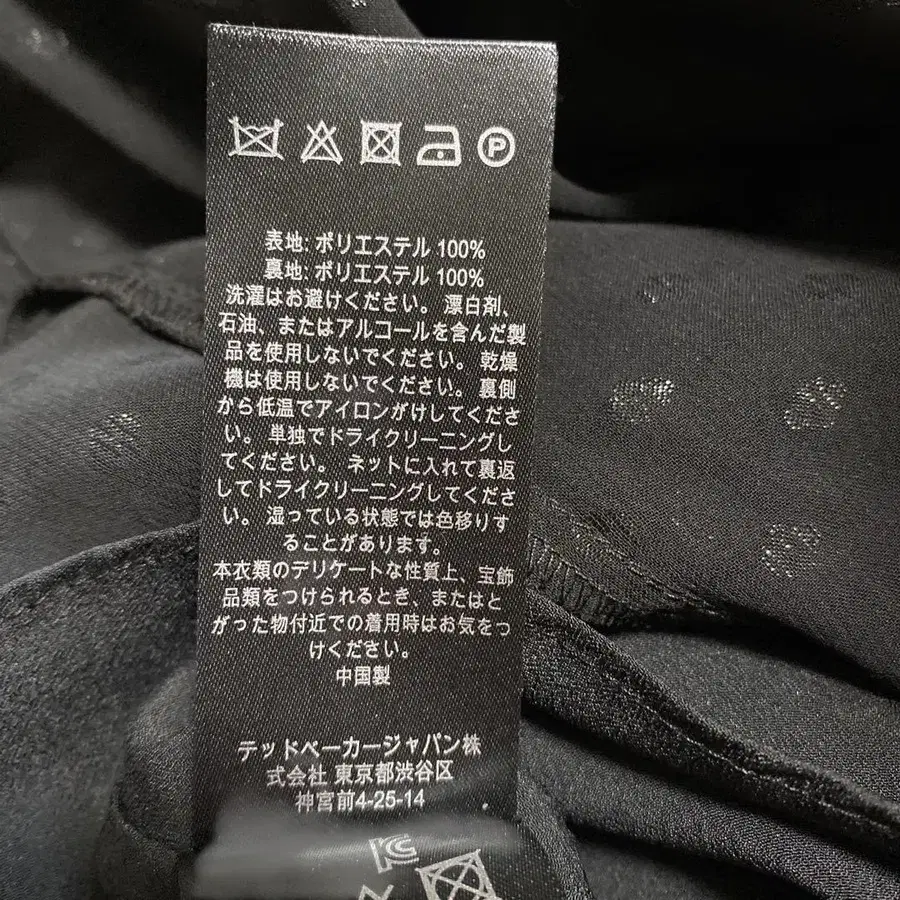 P
表地: ポリエステル 100%
裏地: ポリエステル 100%
洗濯はお避けください。漂白剤、
石油、またはアルコールを含んだ製
品を使用しないでください。乾燥
機は使用しないでください。裏側
から低温でアイロンがけしてくださ
い。単独でドライクリーニングし
てください。ネットに入れて裏返
してドライクリーニングしてくださ
い。湿っている状態では色移りす
ることがあります。
本衣類のデリケートな性質上、宝飾
品類をつけられるとき、またはと
がった物付近での着用時はお気をつ
けください。
中国製
テッドベーカージャパン株
式会社 東京都渋谷区
神宮前4-25-14